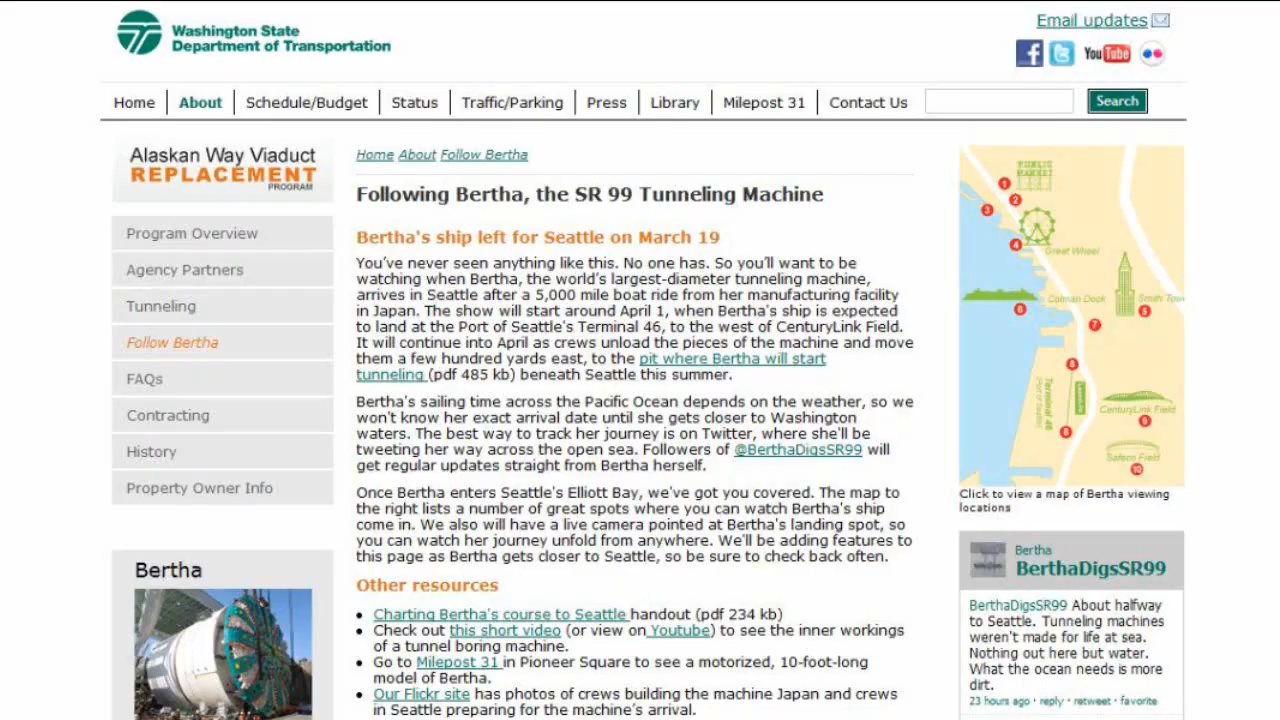 Washington State
Department of Transportation
Email updates
You Tube
Home
About
Schedule/Budget
Status
Traffic/Parking
Press
Library
Milepost 31
Contact Us
Search
Alaskan Way Viaduct
REPLACEMENT
PROGRAM
Program Overview
Agency Partners
Tunneling
Follow Bertha
FAQs
Contracting
History
Property Owner Info
Bertha
Home About Follow Bertha
Following Bertha, the SR 99 Tunneling Machine
Bertha's ship left for Seattle on March 19
You've never seen anything like this. No one has. So you'll want to be
watching when Bertha, the world's largest-diameter tunneling machine,
arrives in Seattle after a 5,000 mile boat ride from her manufacturing facility
in Japan. The show will start around April 1, when Bertha's ship is expected
to land at the Port of Seattle's Terminal 46, to the west of CenturyLink Field.
It will continue into April as crews unload the pieces of the machine and move
them a few hundred yards east, to the pit where Bertha will start
tunneling (pdf 485 kb) beneath Seattle this summer.
Bertha's sailing time across the Pacific Ocean depends on the weather, so we
won't know her exact arrival date until she gets closer to Washington
waters. The best way to track her journey is on Twitter, where she'll be
tweeting her way across the open sea. Followers of @BerthaDigsSR99 will
get regular updates straight from Bertha herself.
Once Bertha enters Seattle's Elliott Bay, we've got you covered. The map to
the right lists a number of great spots where you can watch Bertha's ship
come in. We also will have a live camera pointed at Bertha's landing spot, so
you can watch her journey unfold from anywhere. We'll be adding features to
this page as Bertha gets closer to Seattle, so be sure to check back often.
Other resources
• Charting Bertha's course to Seattle handout (pdf 234 kb)
• Check out this short video (or view on Youtube) to see the inner workings
of a tunnel boring machine.
• Go to Milepost 31 in Pioneer Square to see a motorized, 10-foot-long
model of Bertha.
• Our Flickr site has photos of crews building the machine Japan and crews
in Seattle preparing for the machine's arrival.
PUBLIC
MARKET
1
2
3
4
Great Wheel
Colman Dock
Smith Tow
6
5
7
8
Terminal 46
CenturyLink Field
9
8
Safeco Field
10
Click to view a map of Bertha viewing
locations
Bertha
BerthaDigsSR99
BerthaDigsSR99 About halfway
to Seattle. Tunneling machines
weren't made for life at sea.
Nothing out here but water.
What the ocean needs is more
dirt.
23 hours ago · reply · retweet · favorite